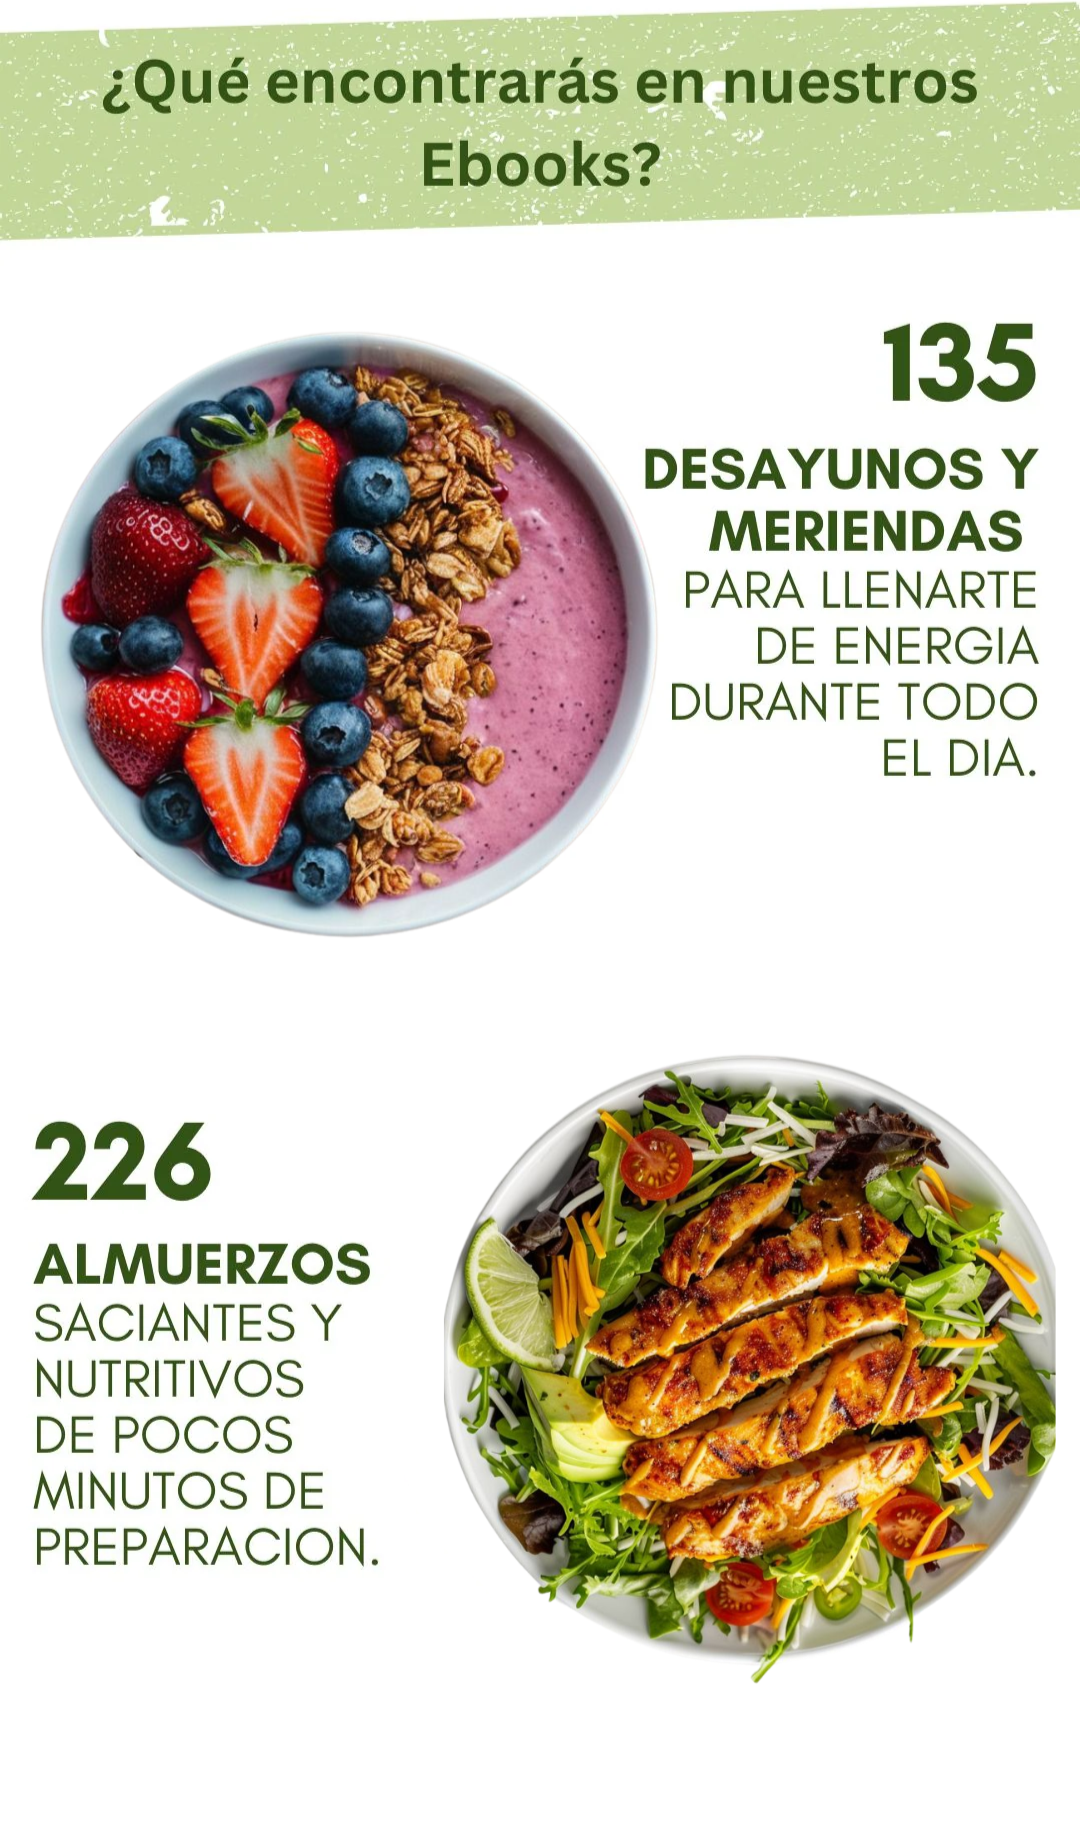 ¿Qué encontrarás en nuestros
Ebooks?
135
DESAYUNOS Y
MERIENDAS
PARA LLENARTE
DE ENERGIA
DURANTE TODO
EL DIA.
226
ALMUERZOS
SACIANTES Y
NUTRITIVOS
DE POCOS
MINUTOS DE
PREPARACION.